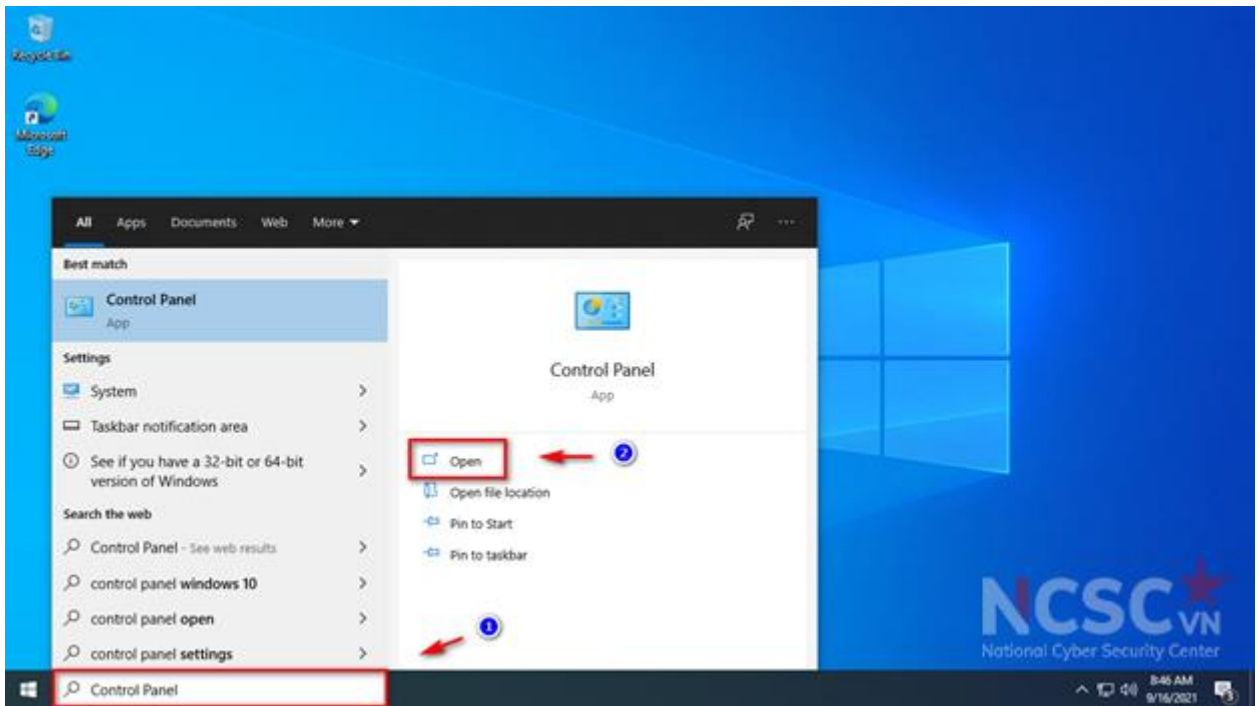 Recycle Bin
Microsoft
Edge
All Apps Documents Web More
Best match
Control Panel
App
Settings
System
Taskbar notification area
See if you have a 32-bit or 64-bit
version of Windows
Search the web
Control Panel - See web results
control panel windows 10
control panel open
control panel settings
Control Panel
Control Panel
App
Open
2
Open file location
Pin to Start
Pin to taskbar
1
NCSC VN
National Cyber Security Center
8:46 AM
9/16/2021
3